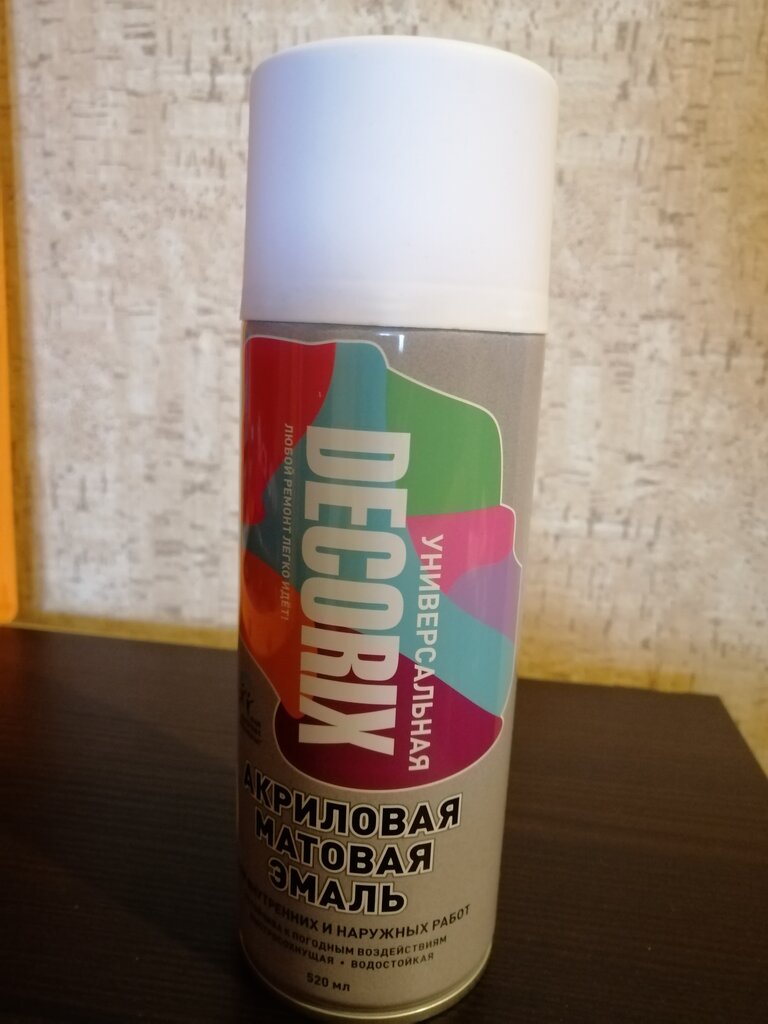 УНИВЕРСАЛЬНАЯ
DECORIX
ЛЮБОЙ РЕМОНТ ЛЕГКО ИДЁТ!
АКРИЛОВАЯ
МАТОВАЯ
ЭМАЛЬ
ВНУТРЕННИХ И НАРУЖНЫХ РАБОТ
К ПОГОДНЫМ ВОЗДЕЙСТВИЯМ
• ВОДОСТОЙКАЯ
520 мл